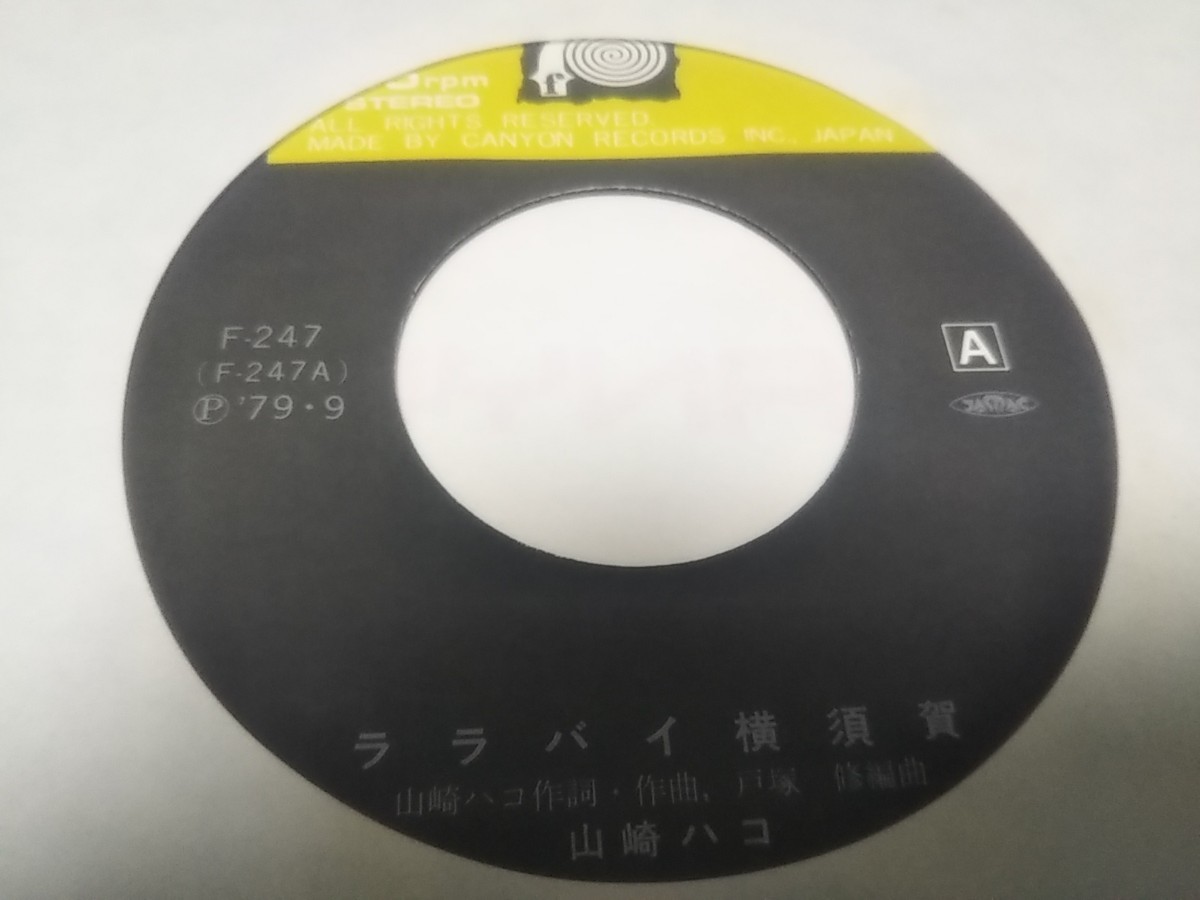 rpm
STEREO
ALL RIGHTS RESERVED
MADE BY CANYON RECORDS INC., JAPAN
f
F-247
(F-247A)
Ⓟ'79・9
A
JASRAC
ララバイ横須賀
山崎ハコ作詞・作曲, 戸塚 修編曲
山崎ハコ